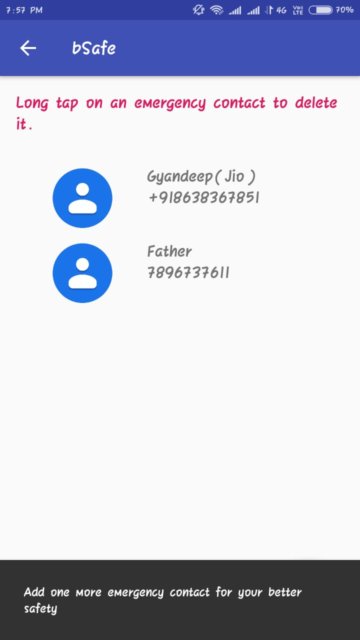 7:57 PM
4G
VoLTE
70%
bSafe
Long tap on an emergency contact to delete
it.
Gyandeep(Jio)
+918638367851
Father
7896737611
Add one more emergency contact for your better
safety